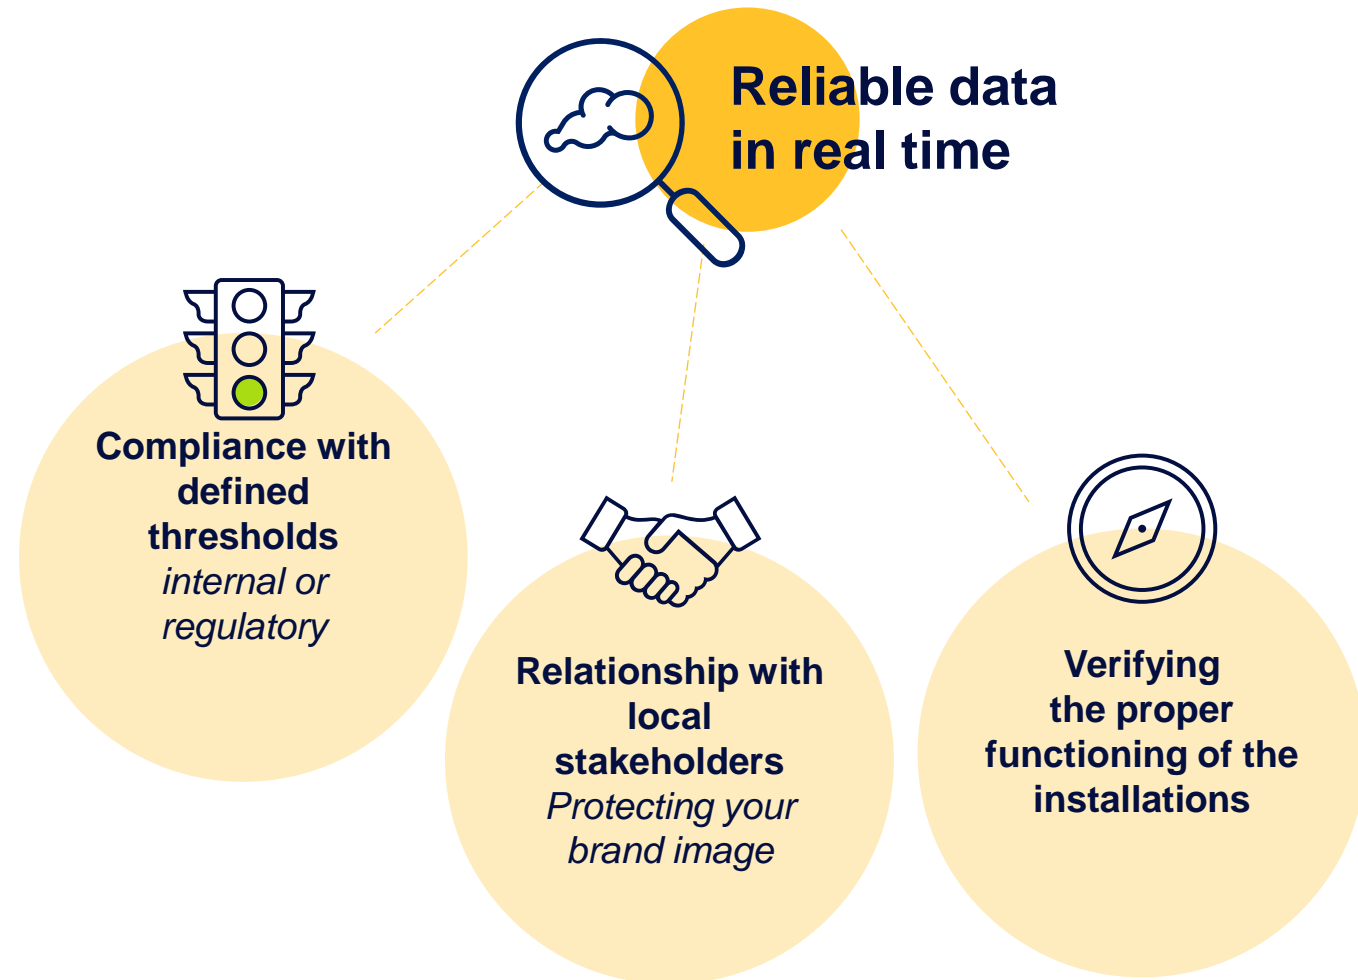 Reliable data
in real time
Compliance with
defined
thresholds
internal or
regulatory
Relationship with
local
stakeholders
Protecting your
brand image
Verifying
the proper
functioning of the
installations